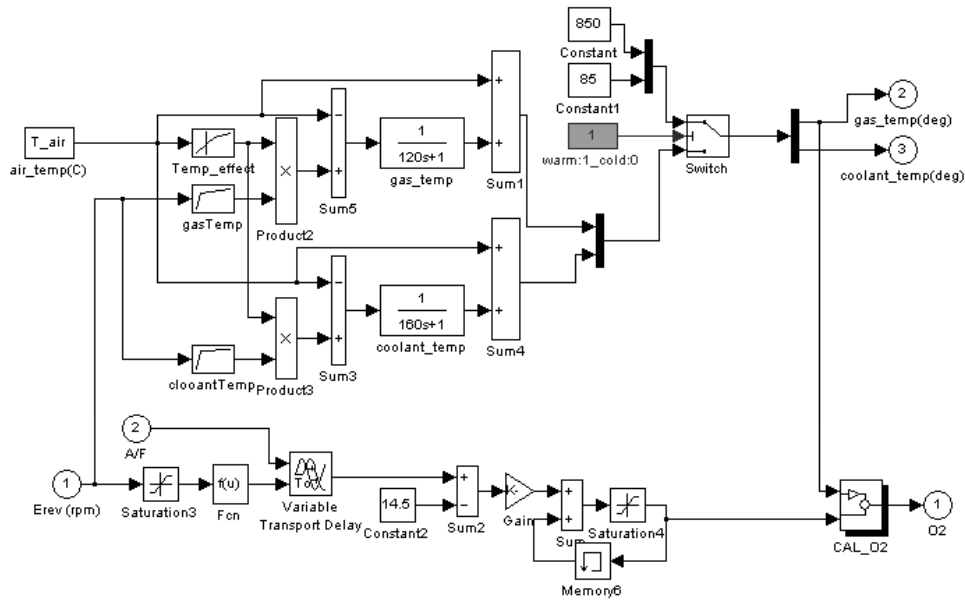 850
Constant
85
Constant1
1
warm:1_cold:0
Switch
2
gas_temp(deg)
3
coolant_temp(deg)
T_air
air_temp(C)
Temp_effect
gasTemp
×
Product2
−
+
Sum5
1
120s+1
gas_temp
+
+
Sum1
clooantTemp
×
Product3
−
+
Sum3
1
160s+1
coolant_temp
+
+
Sum4
2
A/F
1
Erev (rpm)
Saturation3
f(u)
Fcn
To
Variable
Transport Delay
14.5
Constant2
+
−
Sum2
K-
Gain
+
+
Sum
Saturation4
Memory6
CAL_O2
1
O2